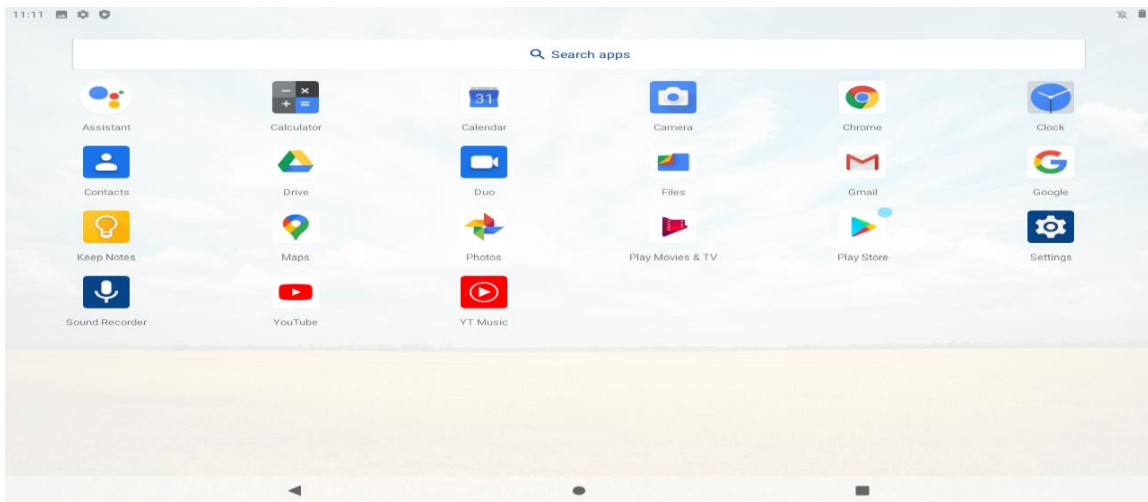 11:11
Search apps
Assistant Calculator Calendar Camera Chrome Clock
Contacts Drive Duo Files Gmail Google
Keep Notes Maps Photos Play Movies & TV Play Store Settings
Sound Recorder YouTube YT Music